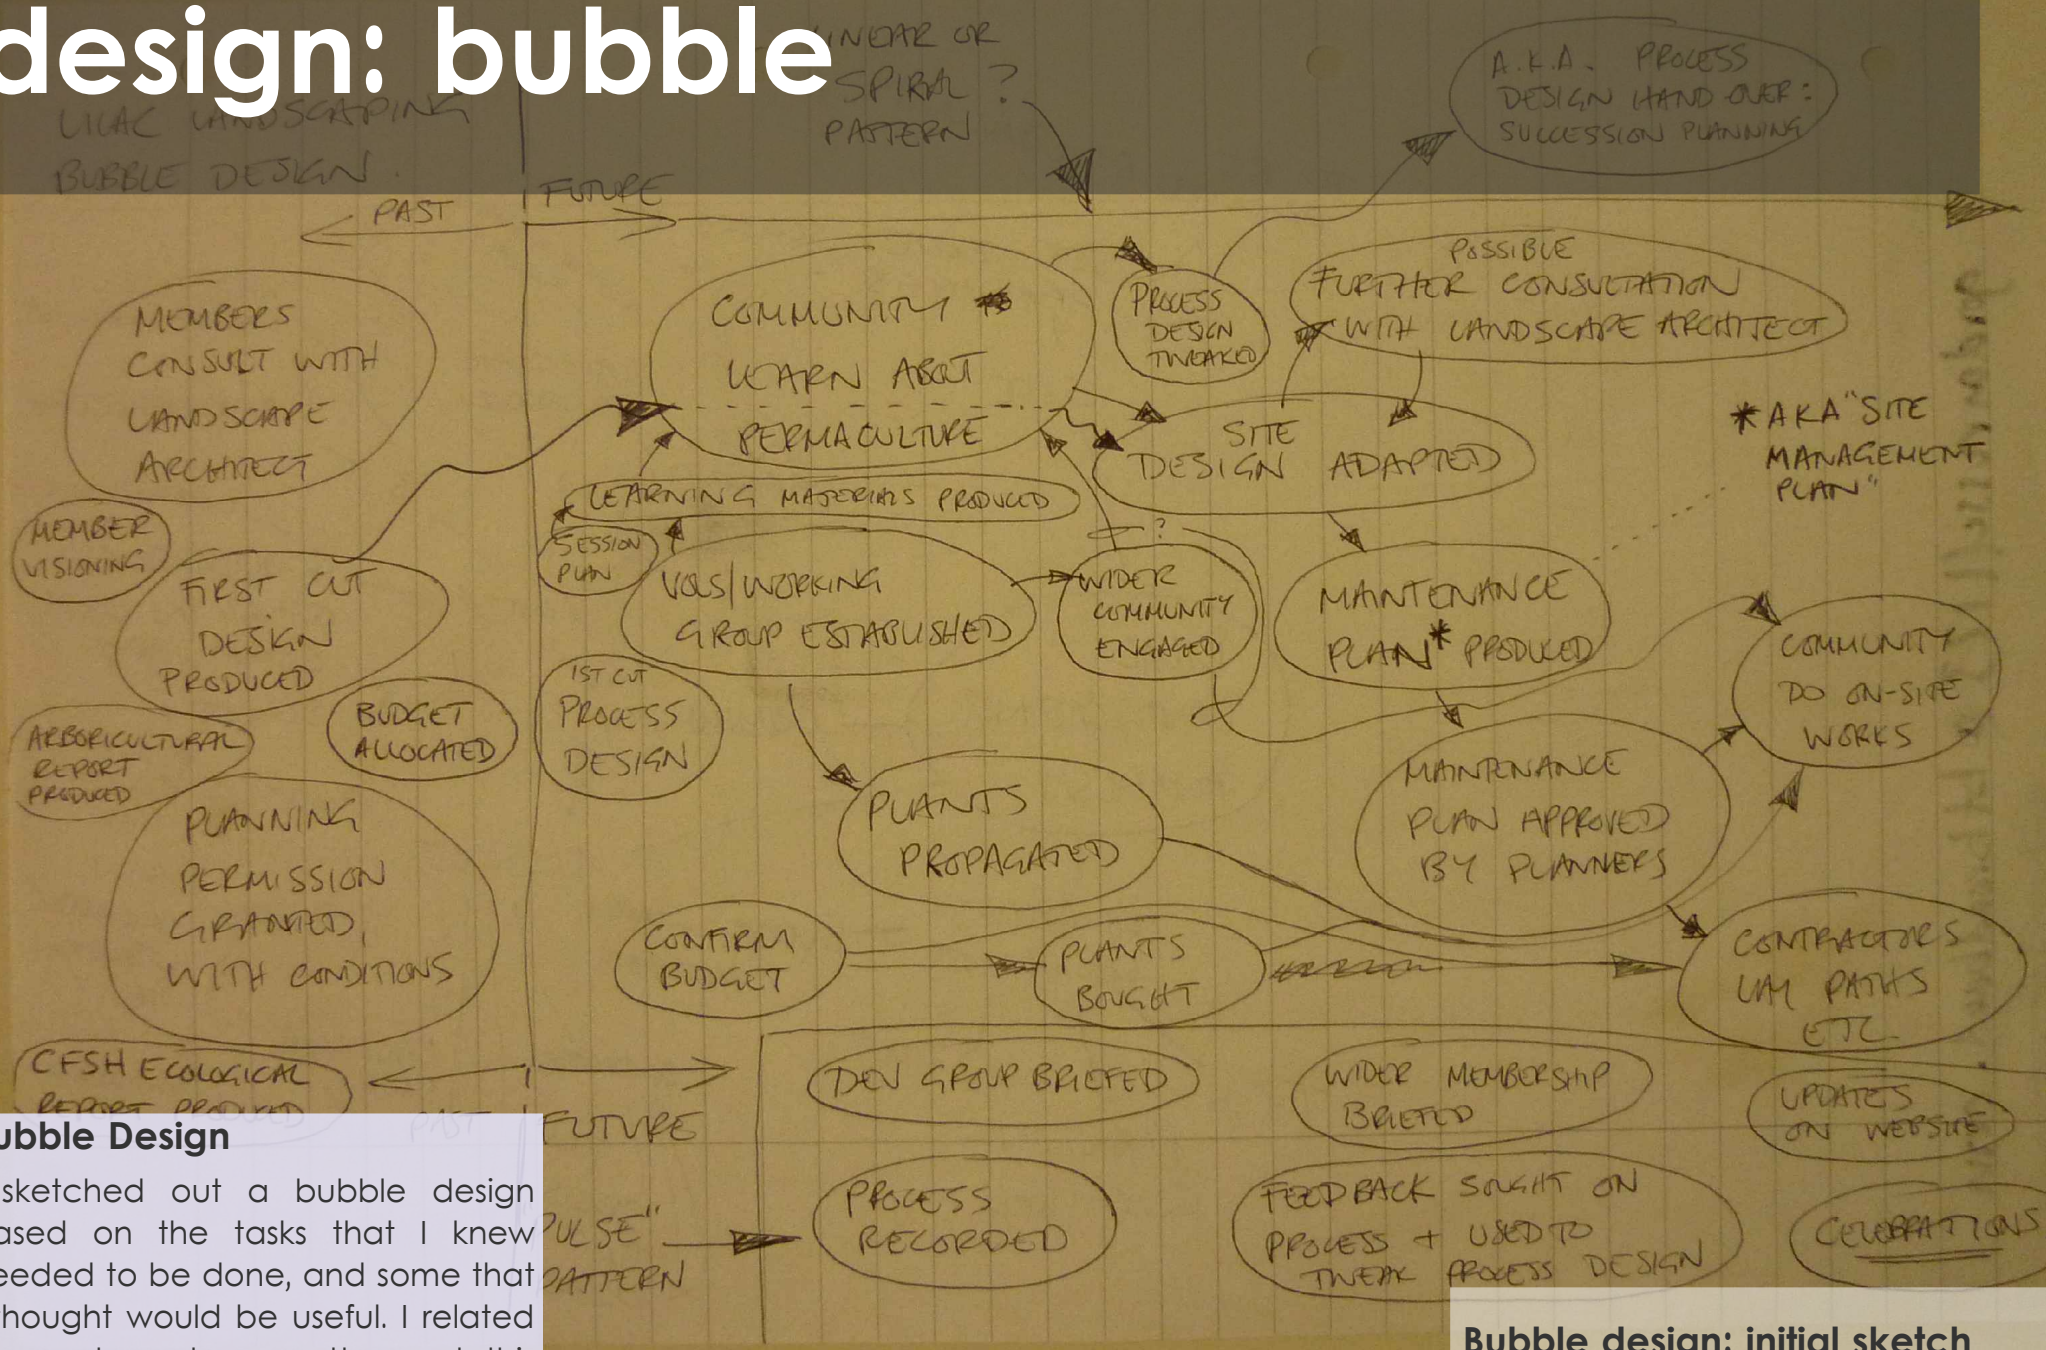 design: bubble
LILAC LANDSCAPING
BUBBLE DESIGN.
LINEAR OR
SPIRAL ?
PATTERN
A.K.A. PROCESS
DESIGN HAND OVER:
SUCCESSION PLANNING
PAST
FUTURE
MEMBERS
CONSULT WITH
LANDSCAPE
ARCHITECT
MEMBER
VISIONING
FIRST CUT
DESIGN
PRODUCED
BUDGET
ALLOCATED
ARBORICULTURAL
REPORT
PRODUCED
PLANNING
PERMISSION
GRANTED,
WITH CONDITIONS
CFSH ECOLOGICAL
REPORT PRODUCED
COMMUNITY
LEARN ABOUT
PERMACULTURE
PROCESS
DESIGN
TWEAKED
POSSIBLE
FURTHER CONSULTATION
WITH LANDSCAPE ARCHITECT
SITE
DESIGN ADAPTED
* AKA "SITE
MANAGEMENT
PLAN"
LEARNING MATERIALS PRODUCED
SESSION
PLAN
VOLS/WORKING
GROUP ESTABLISHED
?
WIDER
COMMUNITY
ENGAGED
MAINTENANCE
PLAN* PRODUCED
COMMUNITY
DO ON-SITE
WORKS
1ST CUT
PROCESS
DESIGN
PLANTS
PROPAGATED
MAINTENANCE
PLAN APPROVED
BY PLANNERS
CONFIRM
BUDGET
PLANTS
BOUGHT
CONTRACTORS
LAY PATHS
ETC.
PAST
FUTURE
DEV GROUP BRIEFED
WIDER MEMBERSHIP
BRIEFED
UPDATES
ON WEBSITE
PULSE"
PATTERN
PROCESS
RECORDED
FEEDBACK SOUGHT ON
PROCESS + USED TO
TWEAK PROCESS DESIGN
CELEBRATIONS
ubble Design
sketched out a bubble design
ased on the tasks that I knew
eeded to be done, and some that
thought would be useful. I related
Bubble design: initial sketch